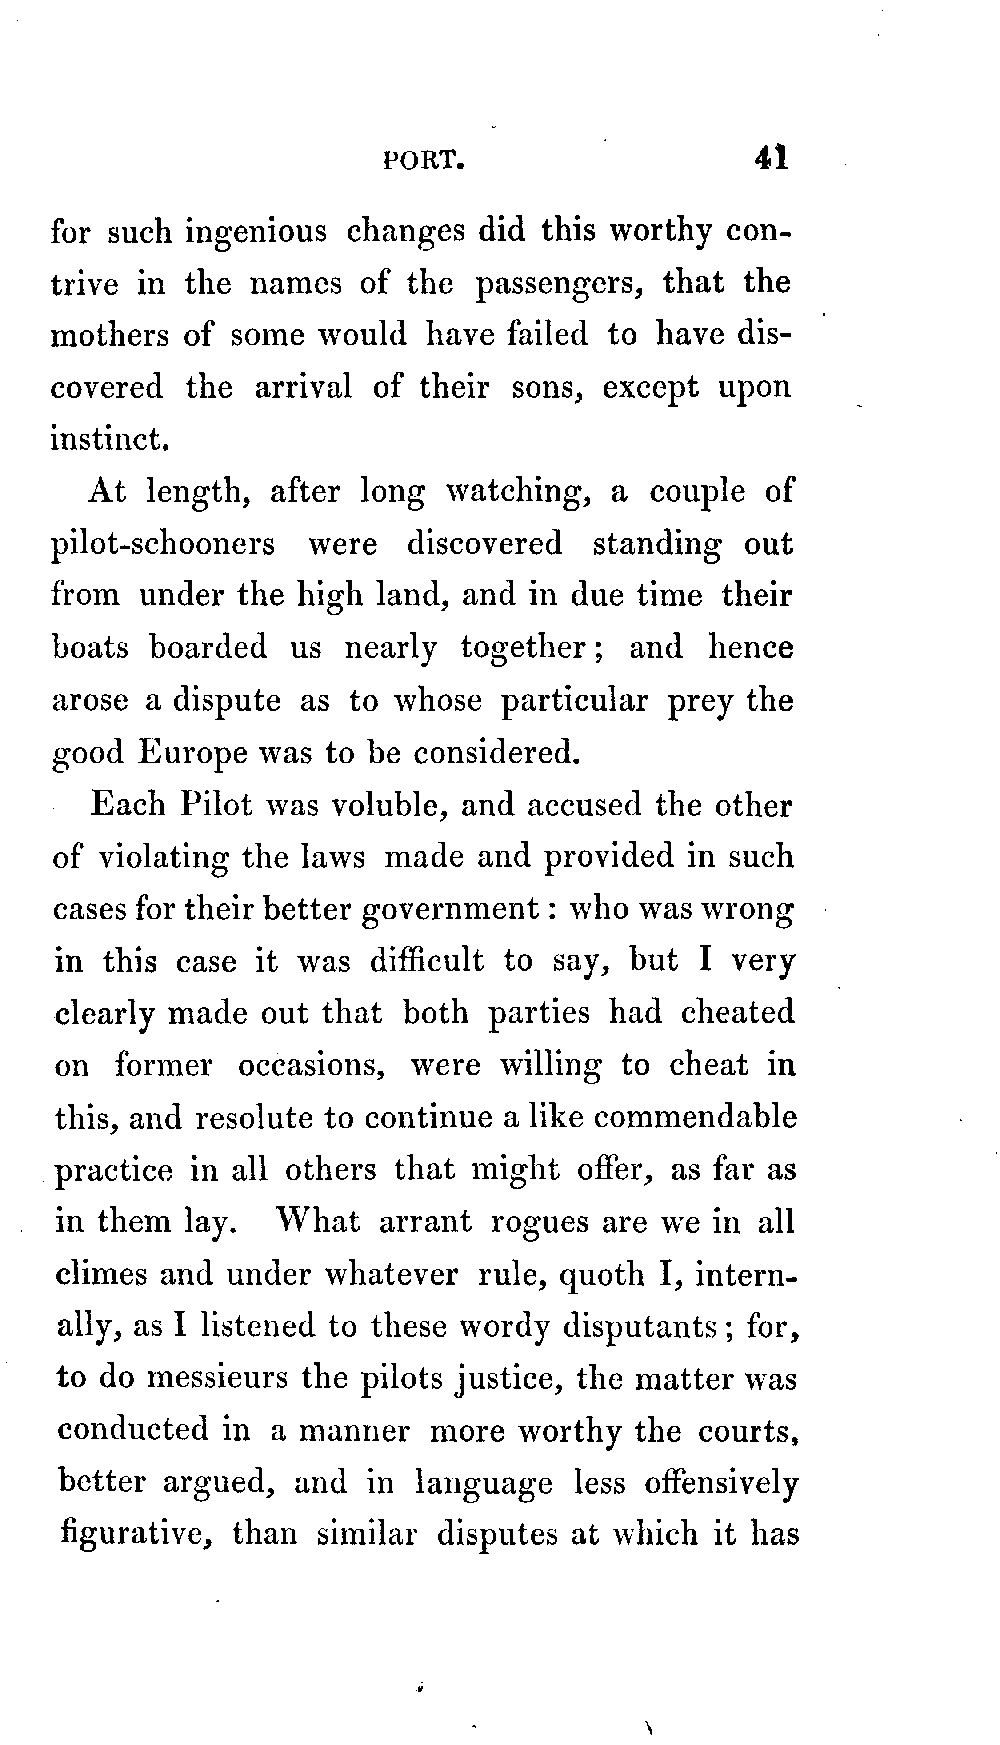 PORT. 41
for such ingenious changes did this worthy con-
trive in the names of the passengers, that the
mothers of some would have failed to have dis-
covered the arrival of their sons, except upon
instinct.
At length, after long watching, a couple of
pilot-schooners were discovered standing out
from under the high land, and in due time their
boats boarded us nearly together; and hence
arose a dispute as to whose particular prey the
good Europe was to be considered.
Each Pilot was voluble, and accused the other
of violating the laws made and provided in such
cases for their better government: who was wrong
in this case it was difficult to say, but I very
clearly made out that both parties had cheated
on former occasions, were willing to cheat in
this, and resolute to continue a like commendable
practice in all others that might offer, as far as
in them lay. What arrant rogues are we in all
climes and under whatever rule, quoth I, intern-
ally, as I listened to these wordy disputants; for,
to do messieurs the pilots justice, the matter was
conducted in a manner more worthy the courts,
better argued, and in language less offensively
figurative, than similar disputes at which it has